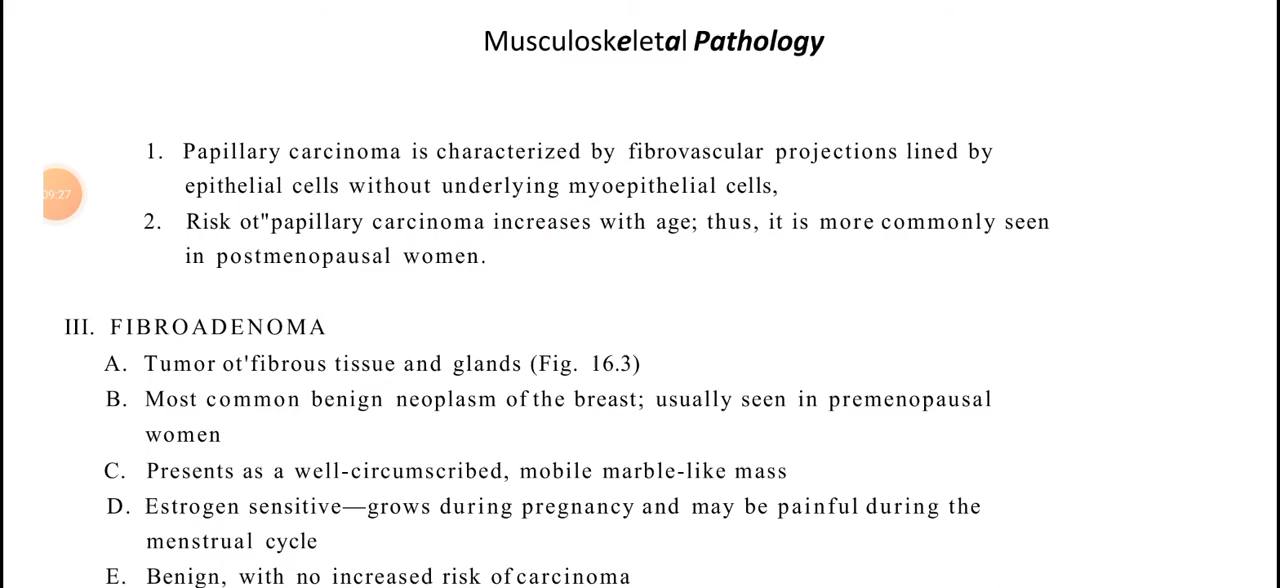 Musculoskeletal Pathology
1. Papillary carcinoma is characterized by fibrovascular projections lined by
epithelial cells without underlying myoepithelial cells,
09:27
2. Risk ot"papillary carcinoma increases with age; thus, it is more commonly seen
in postmenopausal women.
III. FIBROADENOMA
A. Tumor ot'fibrous tissue and glands (Fig. 16.3)
B. Most common benign neoplasm of the breast; usually seen in premenopausal
women
C. Presents as a well-circumscribed, mobile marble-like mass
D. Estrogen sensitive—grows during pregnancy and may be painful during the
menstrual cycle
E. Benign, with no increased risk of carcinoma